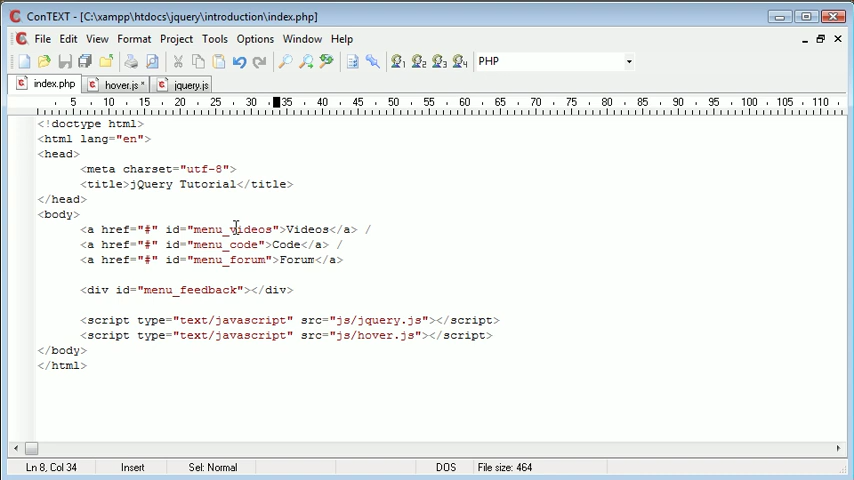 ConTEXT - [C:\xampp\htdocs\jquery\introduction\index.php]
File Edit View Format Project Tools Options Window Help
1 2 3 4 PHP
index.php hover.js * jquery.js
5 10 15 20 25 30 35 40 45 50 55 60 65 70 75 80 85 90 95 100 105 110
<!doctype html>
<html lang="en">
<head>
<meta charset="utf-8">
<title>jQuery Tutorial</title>
</head>
<body>
<a href="#" id="menu_videos">Videos</a> /
<a href="#" id="menu_code">Code</a> /
<a href="#" id="menu_forum">Forum</a>
<div id="menu_feedback"></div>
<script type="text/javascript" src="js/jquery.js"></script>
<script type="text/javascript" src="js/hover.js"></script>
</body>
</html>
Ln 8, Col 34 Insert Sel: Normal DOS File size: 464